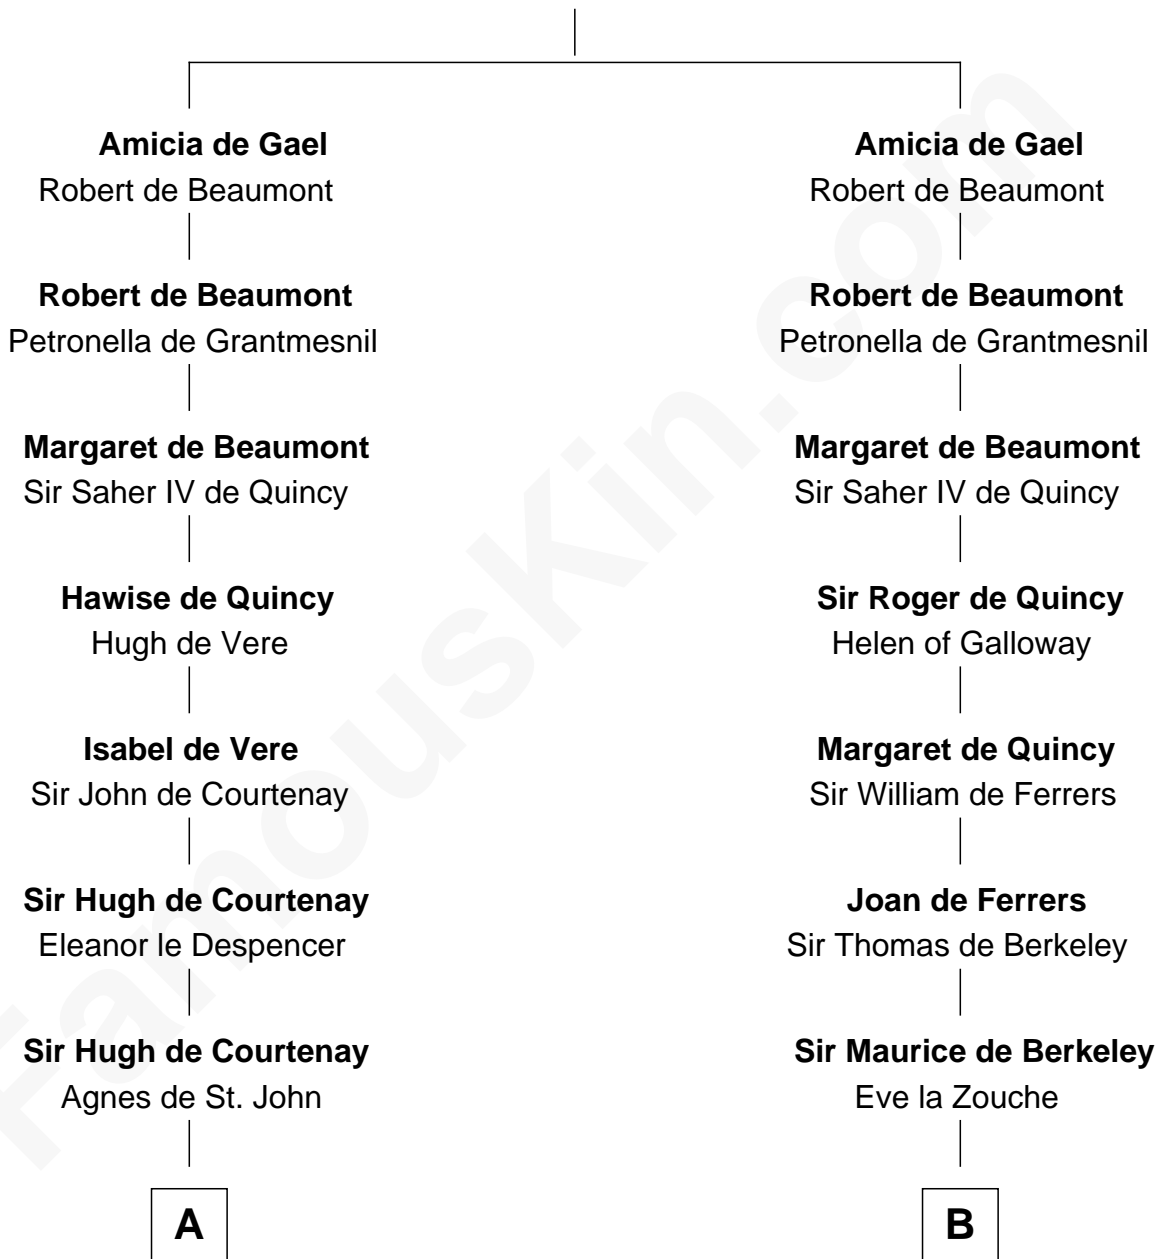 Amicia de Gael
Robert de Beaumont
Robert de Beaumont
Petronella de Grantmesnil
Margaret de Beaumont
Sir Saher IV de Quincy
Hawise de Quincy
Hugh de Vere
Isabel de Vere
Sir John de Courtenay
Sir Hugh de Courtenay
Eleanor le Despencer
Sir Hugh de Courtenay
Agnes de St. John
A
Amicia de Gael
Robert de Beaumont
Robert de Beaumont
Petronella de Grantmesnil
Margaret de Beaumont
Sir Saher IV de Quincy
Sir Roger de Quincy
Helen of Galloway
Margaret de Quincy
Sir William de Ferrers
Joan de Ferrers
Sir Thomas de Berkeley
Sir Maurice de Berkeley
Eve la Zouche
B
FamousKin.com